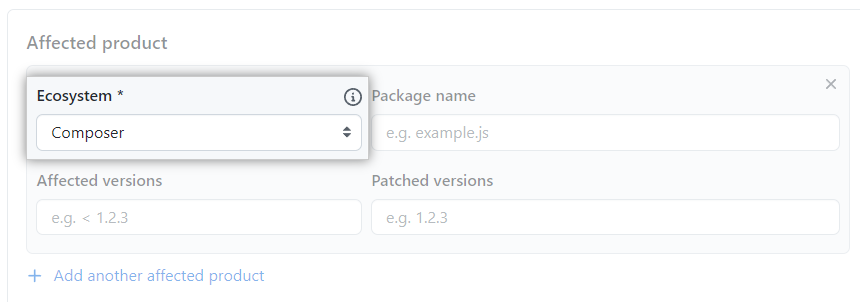 Affected product
Ecosystem *
Package name
Composer
e.g. example.js
Affected versions
Patched versions
e.g. < 1.2.3
e.g. 1.2.3
Add another affected product